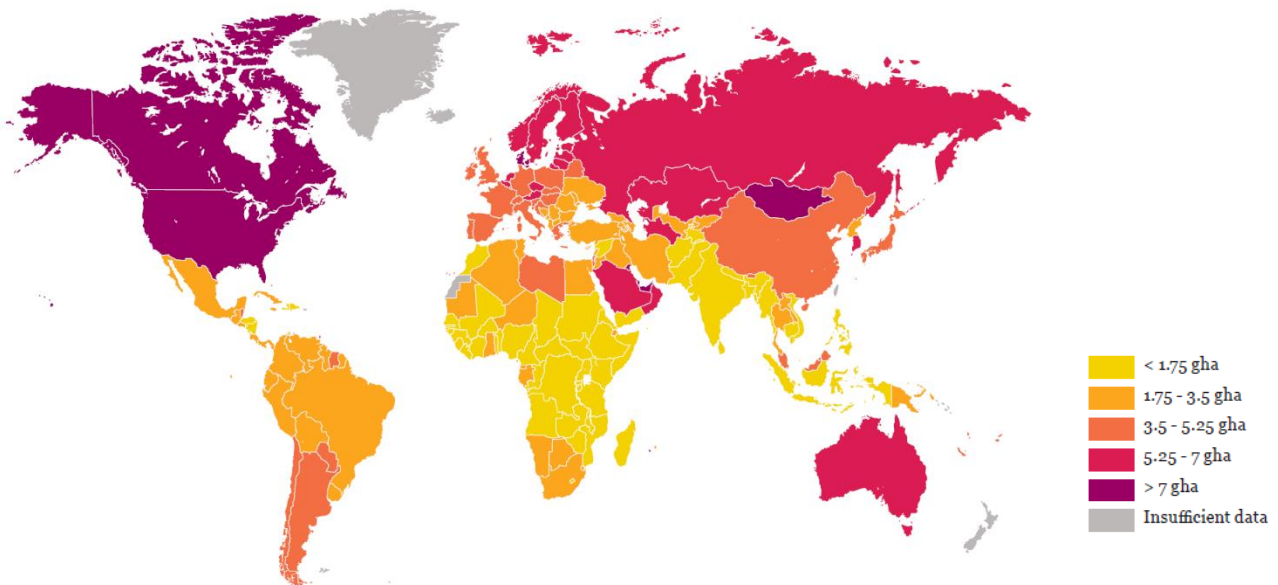 < 1.75 gha
1.75 - 3.5 gha
3.5 - 5.25 gha
5.25 - 7 gha
> 7 gha
Insufficient data